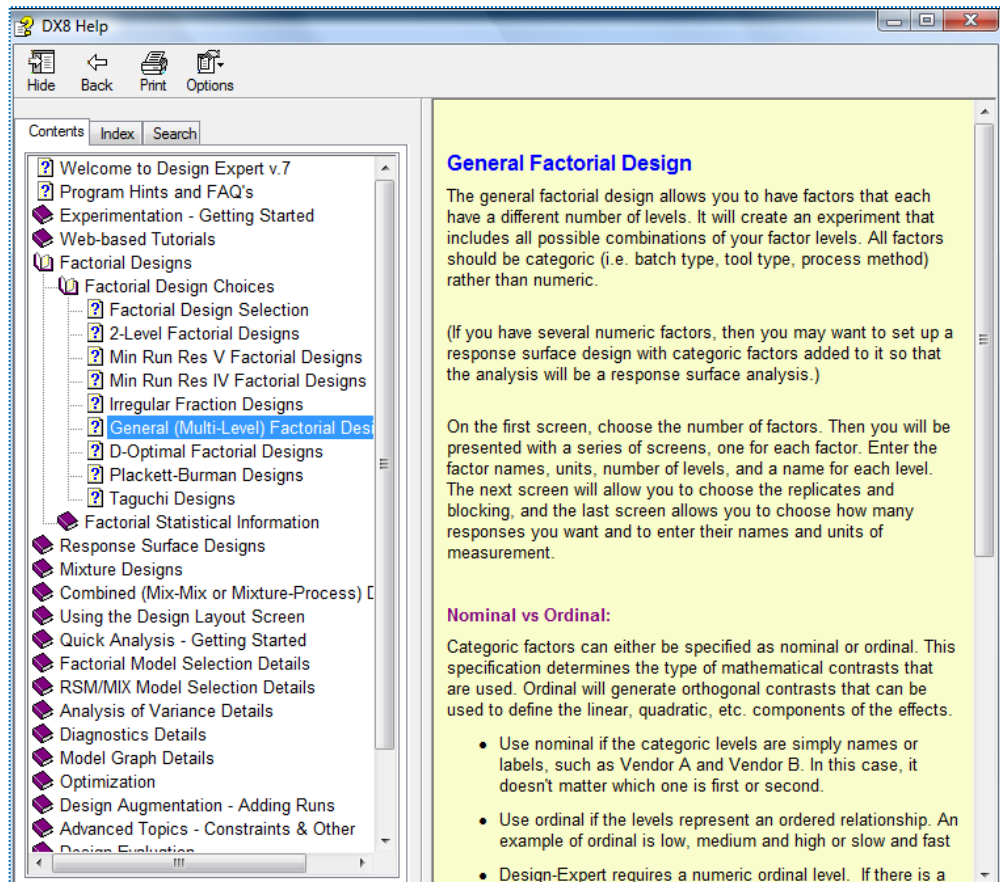 DX8 Help
Hide Back Print Options
Contents Index Search
Welcome to Design Expert v.7
Program Hints and FAQ's
Experimentation - Getting Started
Web-based Tutorials
Factorial Designs
Factorial Design Choices
Factorial Design Selection
2-Level Factorial Designs
Min Run Res V Factorial Designs
Min Run Res IV Factorial Designs
Irregular Fraction Designs
General (Multi-Level) Factorial Desi
D-Optimal Factorial Designs
Plackett-Burman Designs
Taguchi Designs
Factorial Statistical Information
Response Surface Designs
Mixture Designs
Combined (Mix-Mix or Mixture-Process) D
Using the Design Layout Screen
Quick Analysis - Getting Started
Factorial Model Selection Details
RSM/MIX Model Selection Details
Analysis of Variance Details
Diagnostics Details
Model Graph Details
Optimization
Design Augmentation - Adding Runs
Advanced Topics - Constraints & Other
Design Evaluation
General Factorial Design
The general factorial design allows you to have factors that each
have a different number of levels. It will create an experiment that
includes all possible combinations of your factor levels. All factors
should be categoric (i.e. batch type, tool type, process method)
rather than numeric.
(If you have several numeric factors, then you may want to set up a
response surface design with categoric factors added to it so that
the analysis will be a response surface analysis.)
On the first screen, choose the number of factors. Then you will be
presented with a series of screens, one for each factor. Enter the
factor names, units, number of levels, and a name for each level.
The next screen will allow you to choose the replicates and
blocking, and the last screen allows you to choose how many
responses you want and to enter their names and units of
measurement.
Nominal vs Ordinal:
Categoric factors can either be specified as nominal or ordinal. This
specification determines the type of mathematical contrasts that
are used. Ordinal will generate orthogonal contrasts that can be
used to define the linear, quadratic, etc. components of the effects.
• Use nominal if the categoric levels are simply names or
labels, such as Vendor A and Vendor B. In this case, it
doesn't matter which one is first or second.
• Use ordinal if the levels represent an ordered relationship. An
example of ordinal is low, medium and high or slow and fast
• Design-Expert requires a numeric ordinal level. If there is a